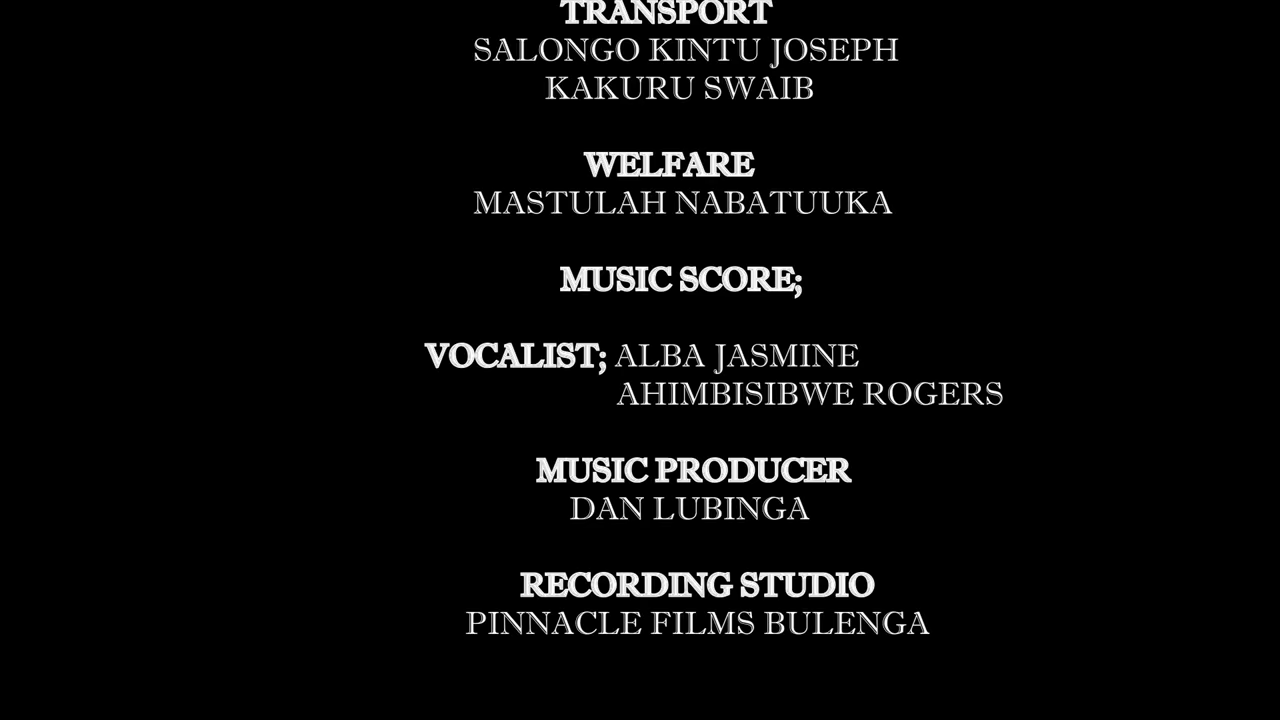 TRANSPORT
SALONGO KINTU JOSEPH
KAKURU SWAIB
WELFARE
MASTULAH NABATUUKA
MUSIC SCORE;
VOCALIST; ALBA JASMINE
AHIMBISIBWE ROGERS
MUSIC PRODUCER
DAN LUBINGA
RECORDING STUDIO
PINNACLE FILMS BULENGA